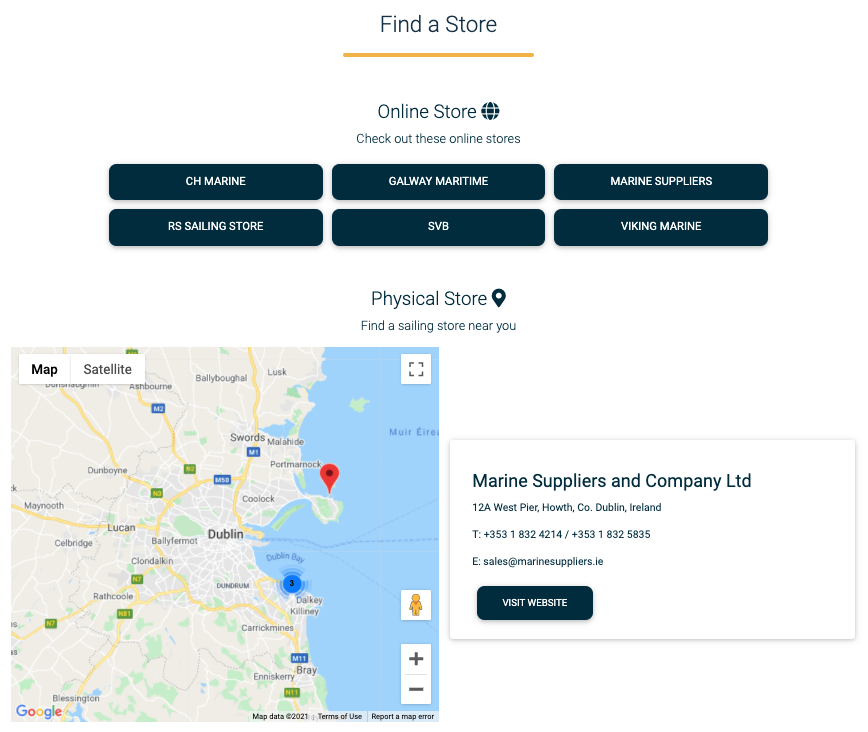 Find a Store
Online Store
Check out these online stores
CH MARINE
GALWAY MARITIME
MARINE SUPPLIERS
RS SAILING STORE
SVB
VIKING MARINE
Physical Store
Find a sailing store near you
Map
Satellite
Lusk
Ashbourne
Ballyboughal
M2
Muir Éirea
Swords
Malahide
M1
Portmarnock
Dunboyne
N2
M50
N3
Coolock
Maynooth
Lucan
Dublin
Celbridge
Ballyfermot
Clondalkin
Dublin Bay
N7
DUNDRUM
3
Dalkey
Killiney
Rathcoole
N81
N7
Carrickmines
M11
Bray
Enniskerry
N11
Blessington
Google
Map data ©2021
Terms of Use
Report a map error
Marine Suppliers and Company Ltd
12A West Pier, Howth, Co. Dublin, Ireland
T: +353 1 832 4214 / +353 1 832 5835
E: sales@marinesuppliers.ie
VISIT WEBSITE